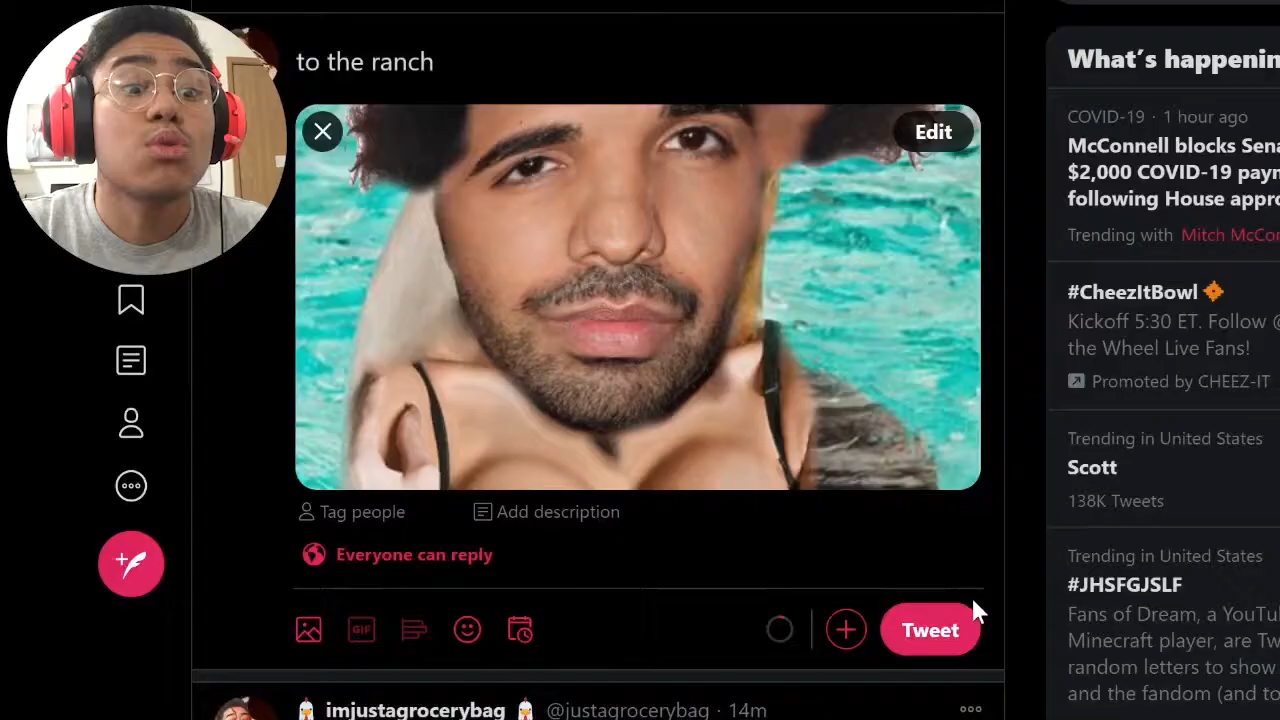 to the ranch
Edit
Tag people
Add description
Everyone can reply
GIF
Tweet
imjustagrocerybag
@justagrocerybag · 14m
What's happenin
COVID-19 · 1 hour ago
McConnell blocks Sena
$2,000 COVID-19 paym
following House appro
Trending with Mitch McCon
#CheezItBowl
Kickoff 5:30 ET. Follow @
the Wheel Live Fans!
Promoted by CHEEZ-IT
Trending in United States
Scott
138K Tweets
Trending in United States
#JHSFGJSLF
Fans of Dream, a YouTu
Minecraft player, are Tw
random letters to show
and the fandom (and to